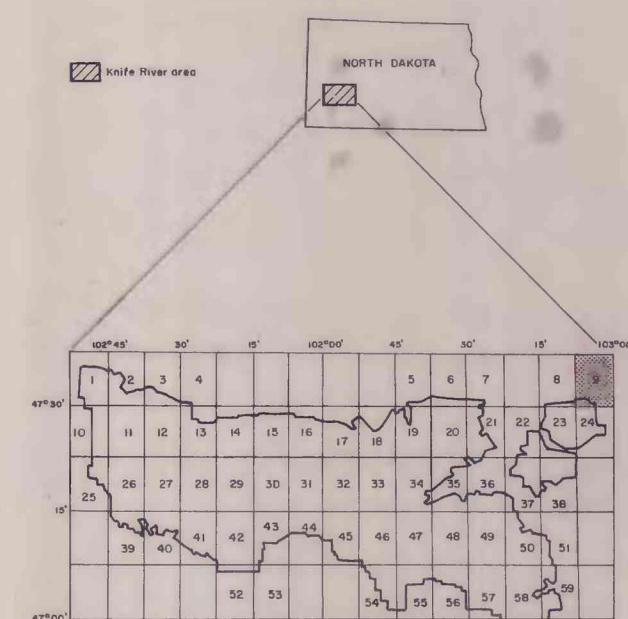 NORTH DAKOTA
Knife River area
102°45' 30' 15' 102°00' 45' 30' 15' 103°00'
1 2 3 4 5 6 7 8 9
47°30'
10 11 12 13 14 15 16 17 18 19 20 21 22 23 24
25 26 27 28 29 30 31 32 33 34 35 36 37 38
15'
39 40 41 42 43 44 45 46 47 48 49 50 51
52 53 54 55 56 57 58 59
47°00'